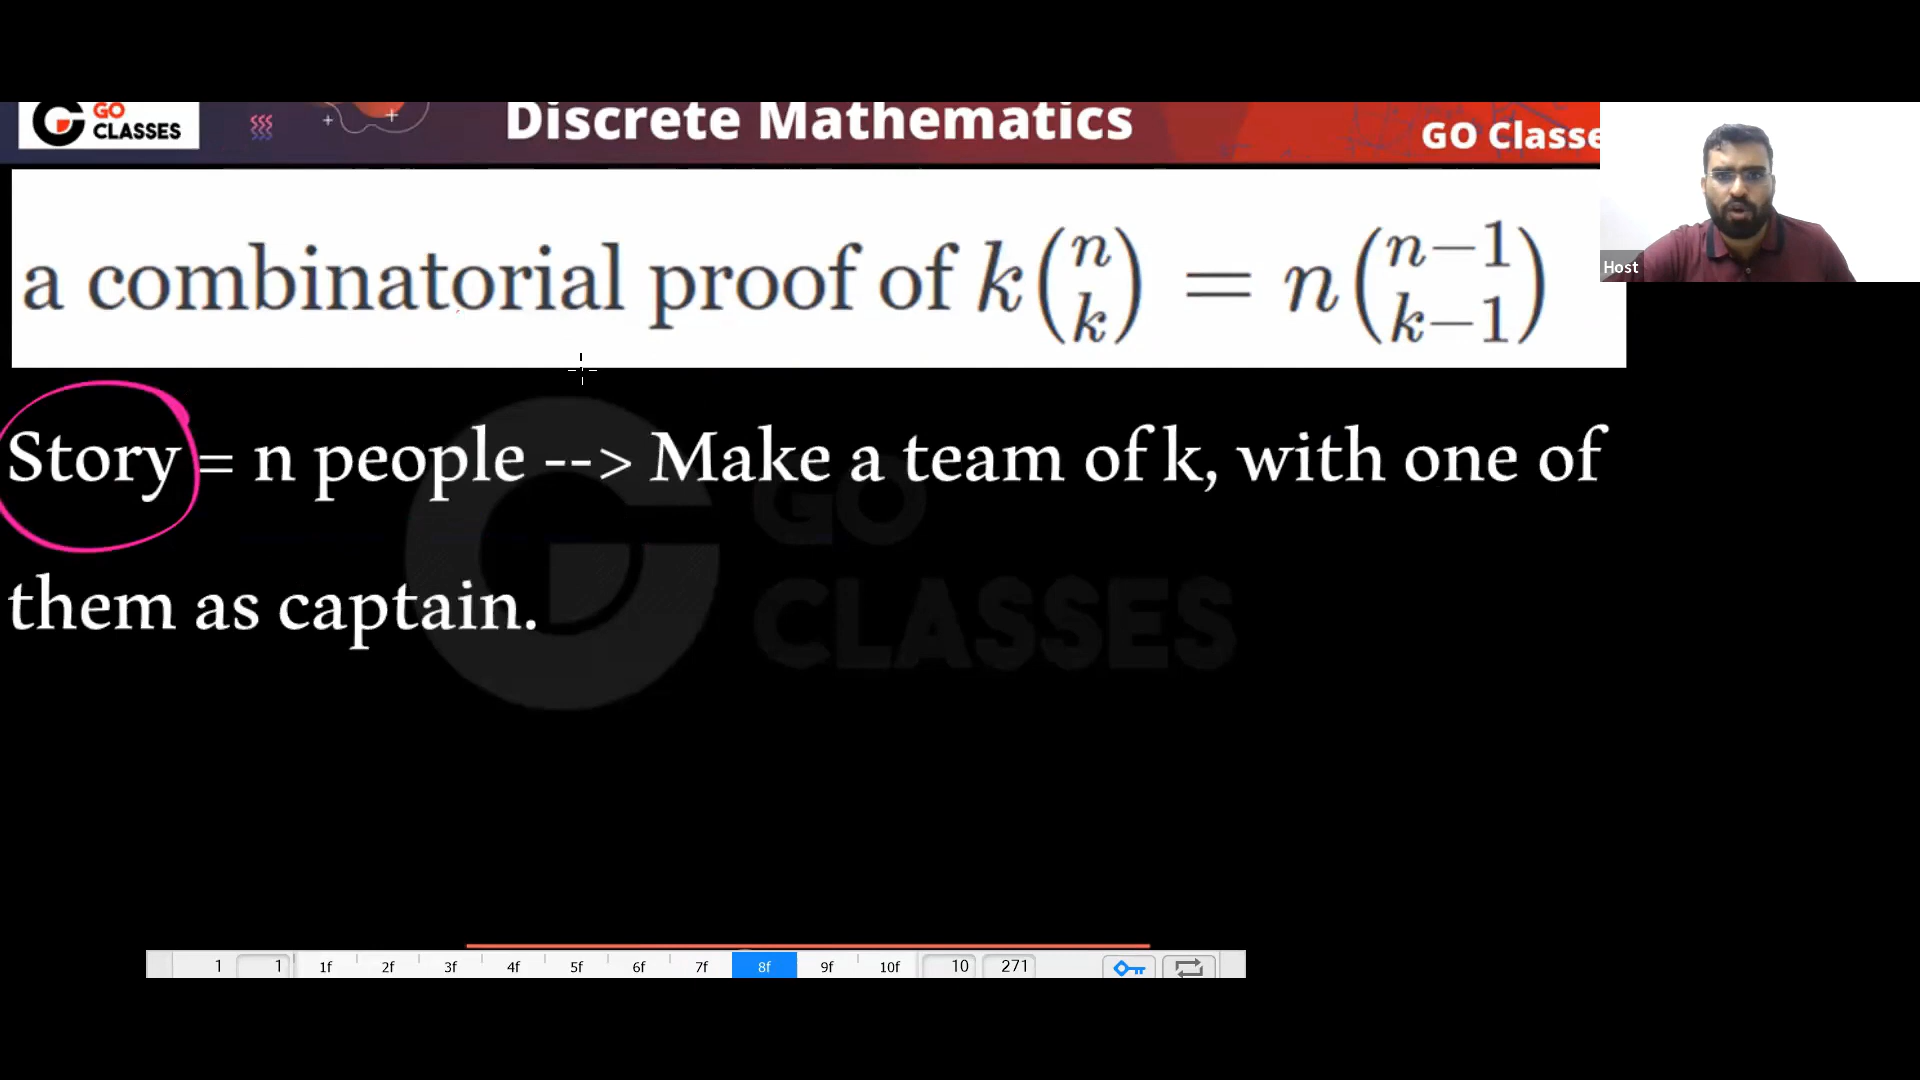 GO
CLASSES
Discrete Mathematics
GO Classe
a combinatorial proof of k(n k) = n(n−1 k−1)
Host
Story = n people --> Make a team of k, with one of
them as captain.
GO
CLASSES
1 1 1f 2f 3f 4f 5f 6f 7f 8f 9f 10f 10 271